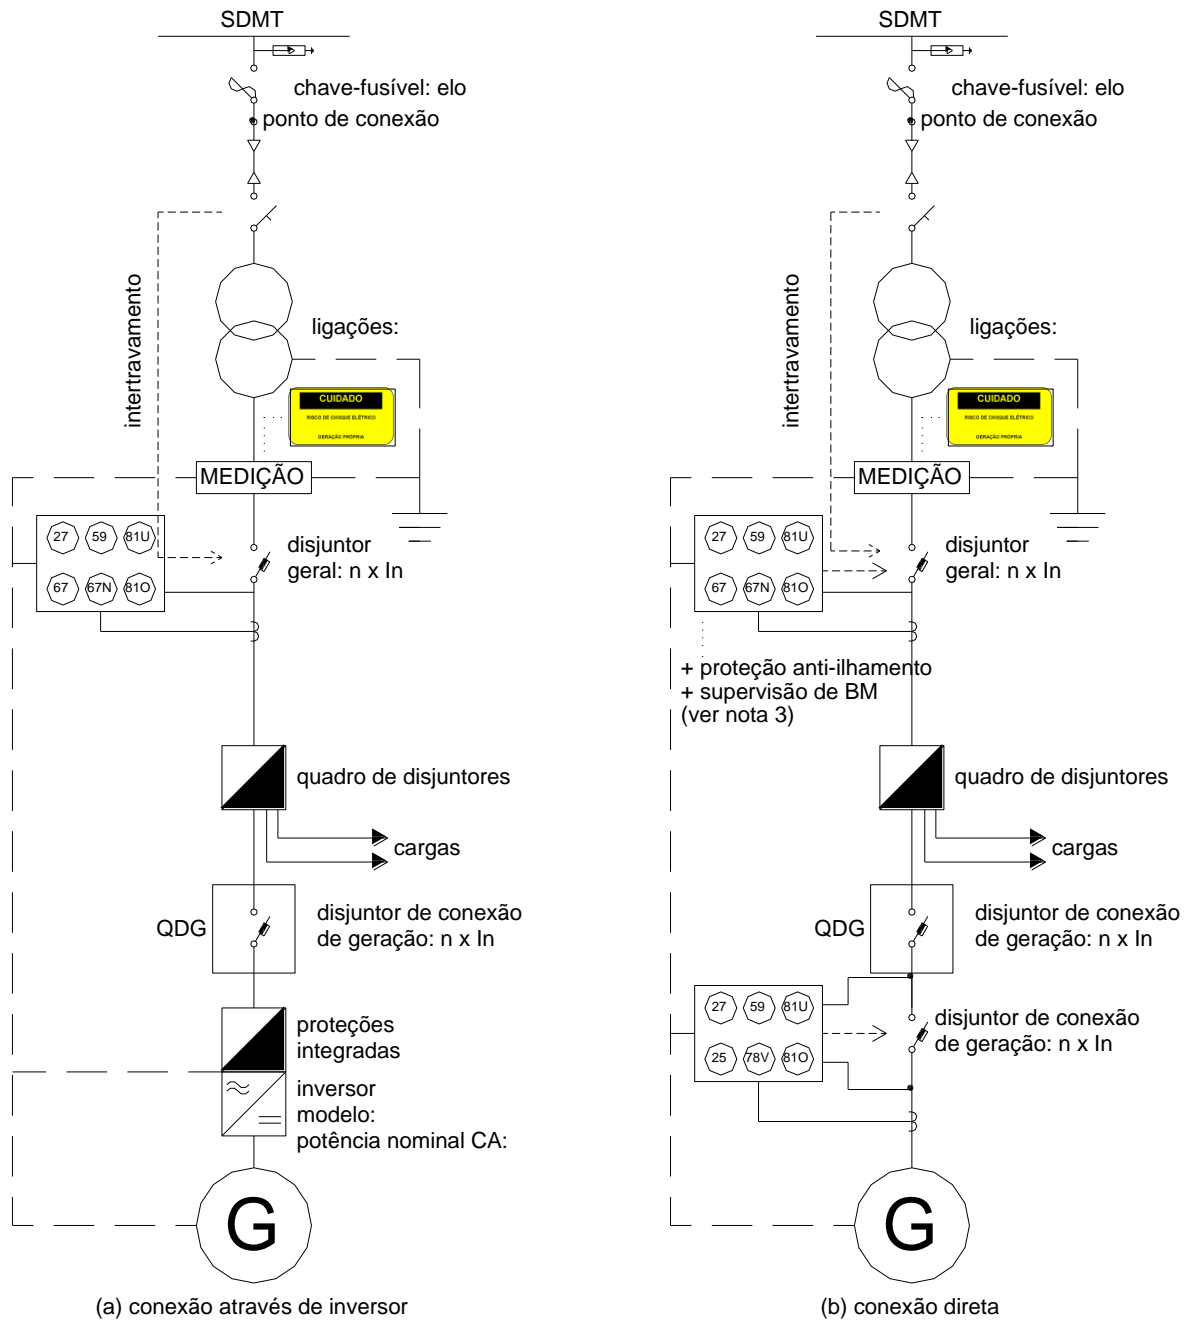 SDMT
chave-fusível: elo
ponto de conexão
intertravamento
ligações:
CUIDADO
RISCO DE CHOQUE ELÉTRICO
GERAÇÃO PRÓPRIA
MEDIÇÃO
27 59 81U
67 67N 81O
disjuntor
geral: n x In
quadro de disjuntores
cargas
QDG
disjuntor de conexão
de geração: n x In
proteções
integradas
inversor
modelo:
potência nominal CA:
G
(a) conexão através de inversor
SDMT
chave-fusível: elo
ponto de conexão
intertravamento
ligações:
CUIDADO
RISCO DE CHOQUE ELÉTRICO
GERAÇÃO PRÓPRIA
MEDIÇÃO
27 59 81U
67 67N 81O
disjuntor
geral: n x In
+ proteção anti-ilhamento
+ supervisão de BM
(ver nota 3)
quadro de disjuntores
cargas
QDG
disjuntor de conexão
de geração: n x In
27 59 81U
25 78V 81O
disjuntor de conexão
de geração: n x In
G
(b) conexão direta